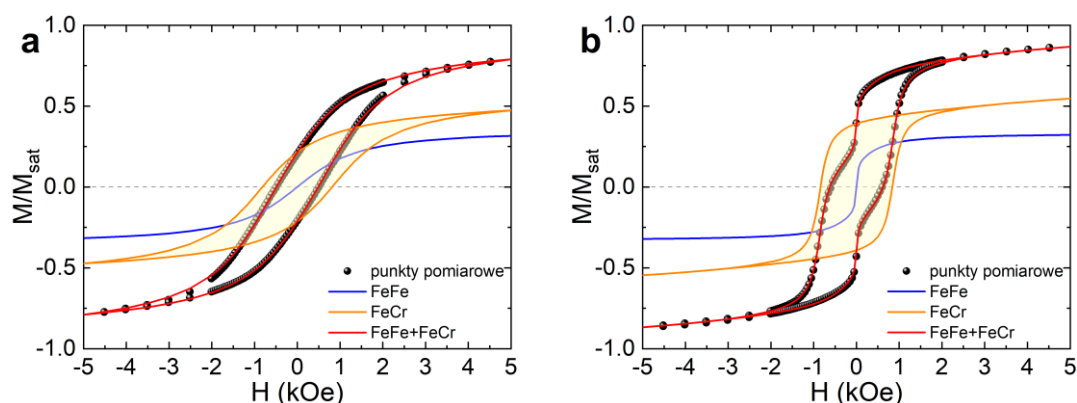 a
M/Msat
1.0
0.5
0.0
-0.5
-1.0
-5 -4 -3 -2 -1 0 1 2 3 4 5
H (kOe)
punkty pomiarowe
FeFe
FeCr
FeFe+FeCr
b
M/Msat
1.0
0.5
0.0
-0.5
-1.0
-5 -4 -3 -2 -1 0 1 2 3 4 5
H (kOe)
punkty pomiarowe
FeFe
FeCr
FeFe+FeCr